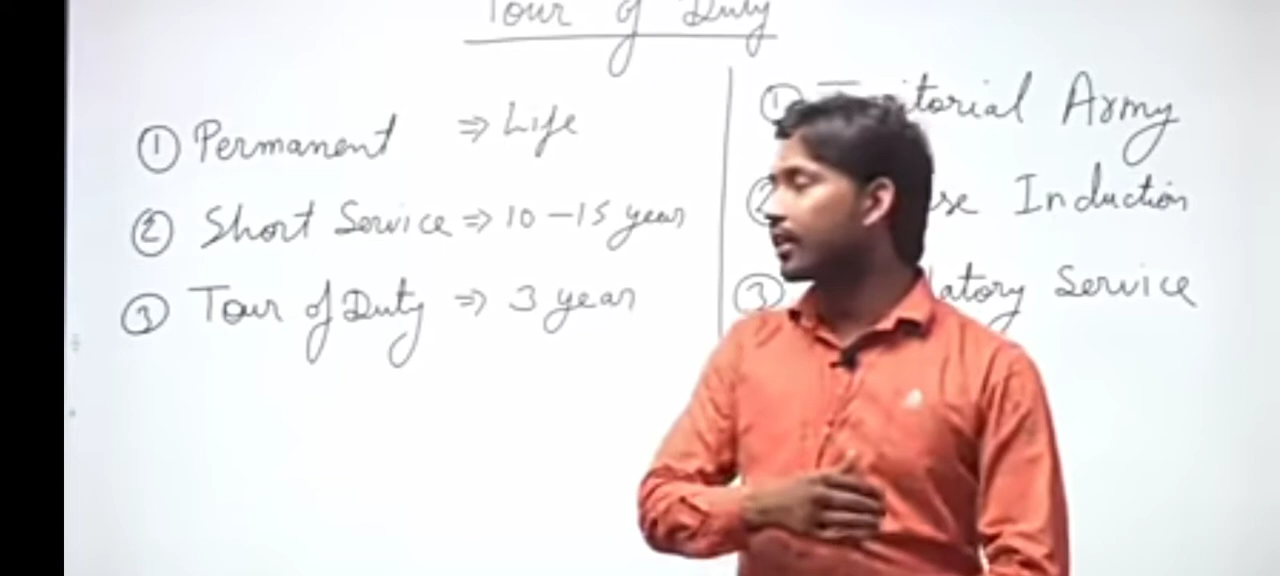 Tour of Duty
① Permanent ⇒ Life
② Short Service ⇒ 10-15 year
③ Tour of Duty ⇒ 3 year
① Army
② Induction
③ Service